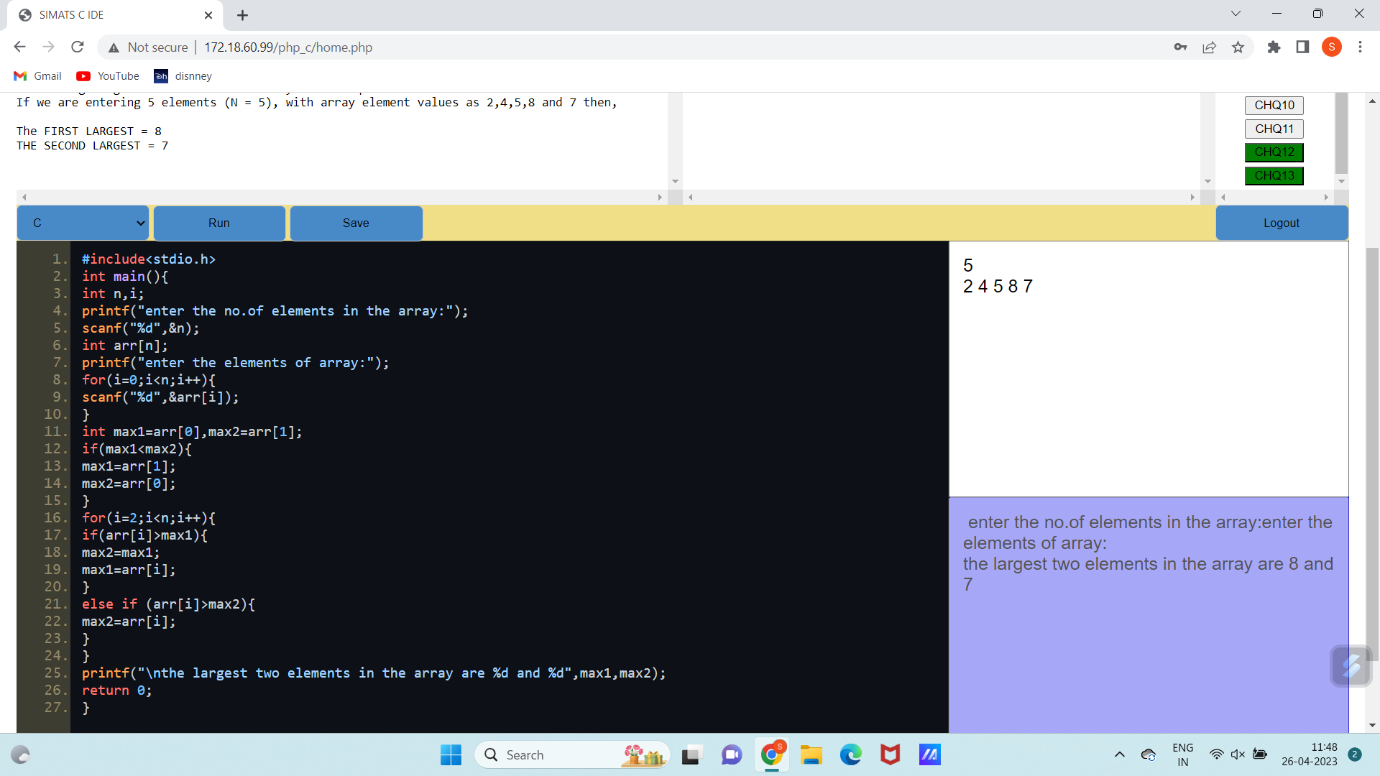 SIMATS C IDE
Not secure | 172.18.60.99/php_c/home.php
S
Gmail YouTube disnney
If we are entering 5 elements (N = 5), with array element values as 2,4,5,8 and 7 then,
The FIRST LARGEST = 8
THE SECOND LARGEST = 7
CHQ10
CHQ11
CHQ12
CHQ13
C Run Save Logout
1. #include<stdio.h>
2. int main(){
3. int n,i;
4. printf("enter the no.of elements in the array:");
5. scanf("%d",&n);
6. int arr[n];
7. printf("enter the elements of array:");
8. for(i=0;i<n;i++){
9. scanf("%d",&arr[i]);
10. }
11. int max1=arr[0],max2=arr[1];
12. if(max1<max2){
13. max1=arr[1];
14. max2=arr[0];
15. }
16. for(i=2;i<n;i++){
17. if(arr[i]>max1){
18. max2=max1;
19. max1=arr[i];
20. }
21. else if (arr[i]>max2){
22. max2=arr[i];
23. }
24. }
25. printf("\nthe largest two elements in the array are %d and %d",max1,max2);
26. return 0;
27. }
5
2 4 5 8 7
enter the no.of elements in the array:enter the
elements of array:
the largest two elements in the array are 8 and
7
Search
S
ENG
IN
11:48
26-04-2023
2